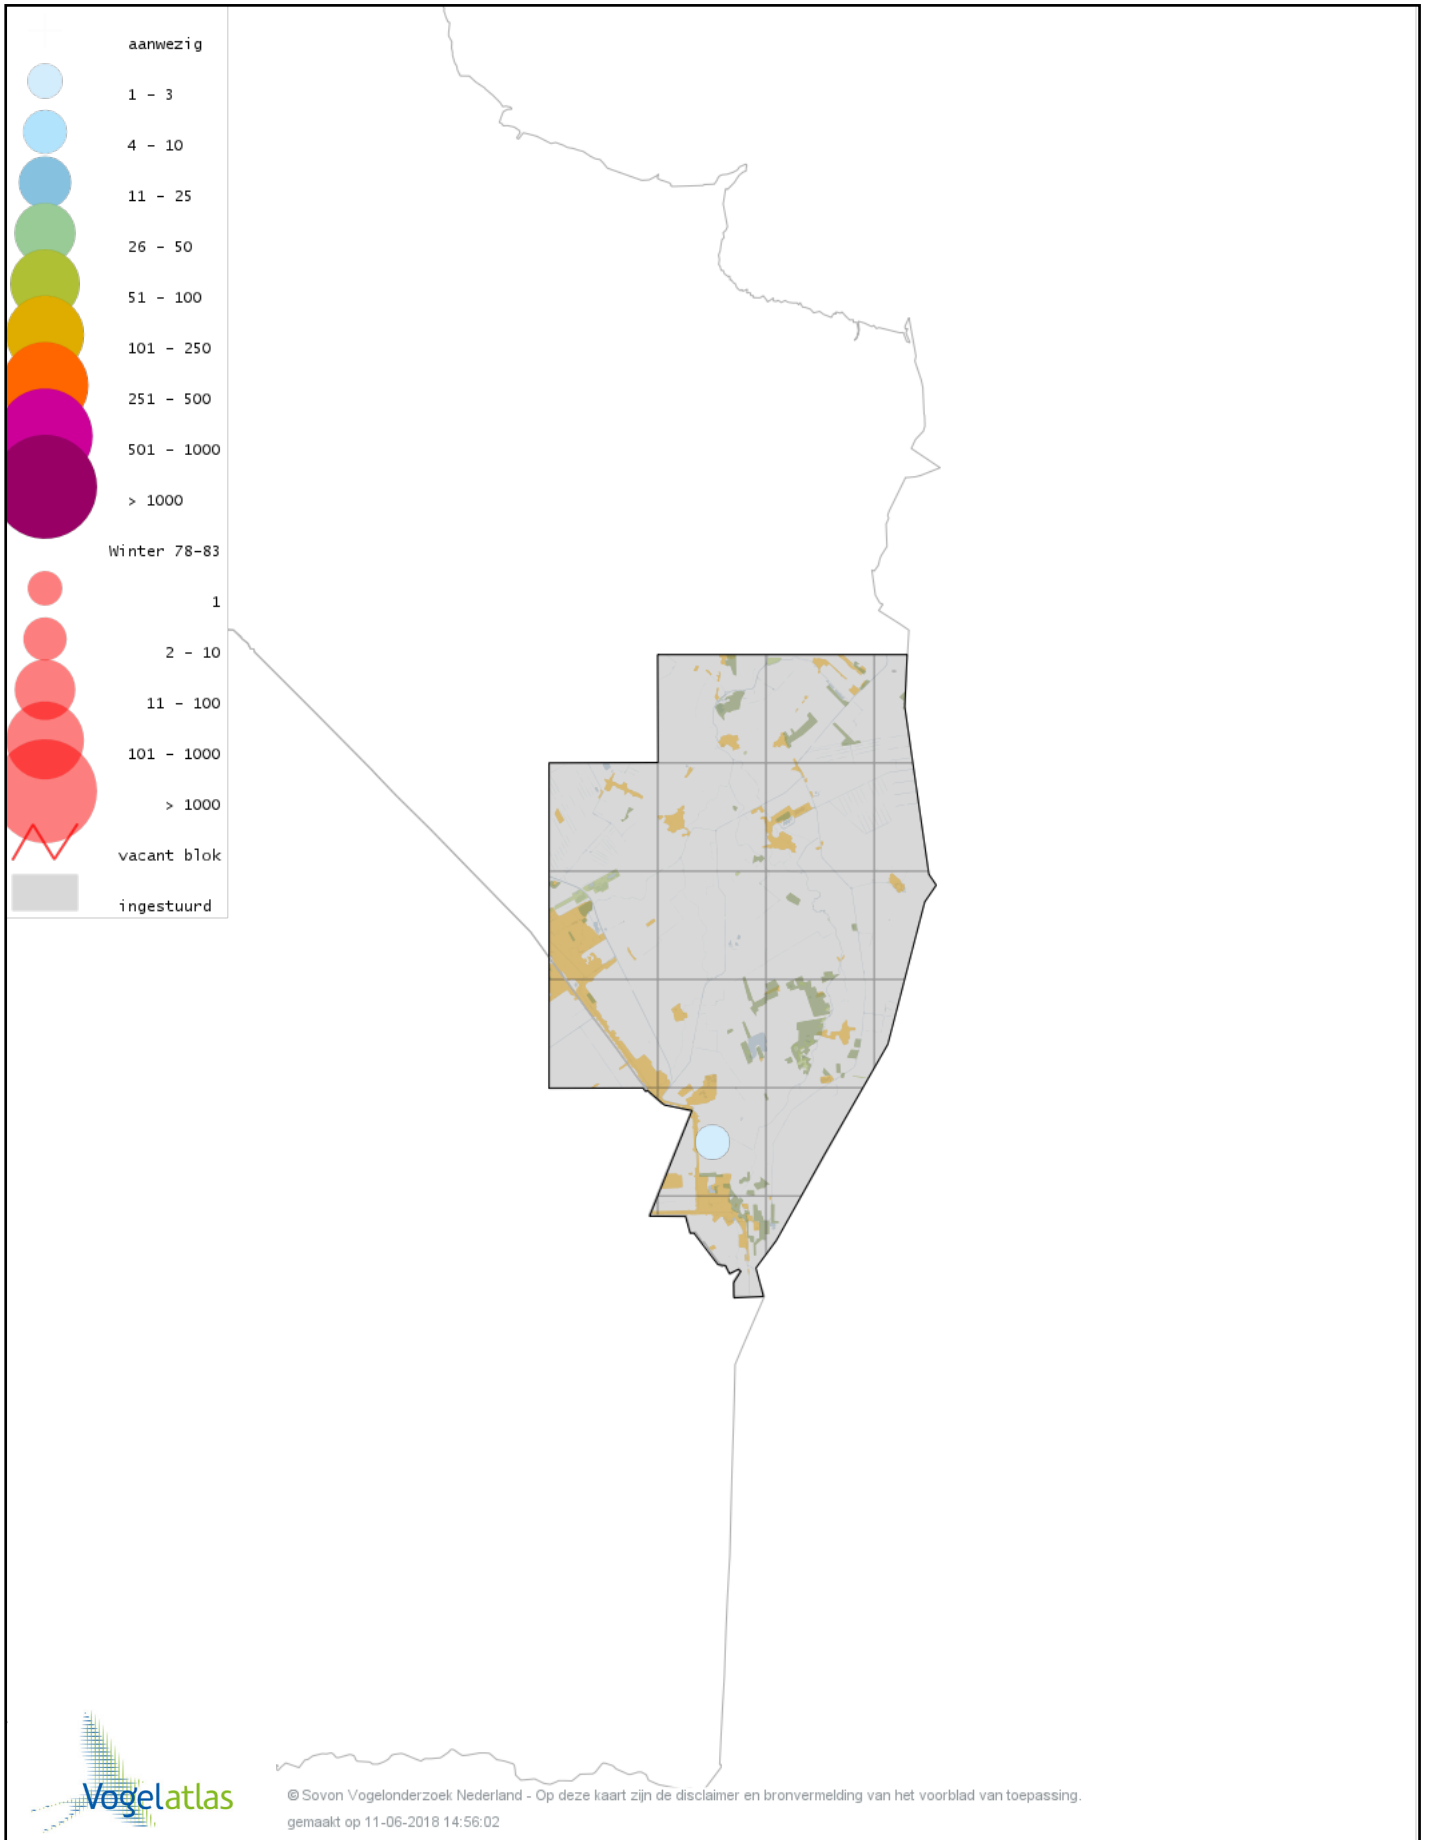 aanwezig
1 - 3
4 - 10
11 - 25
26 - 50
51 - 100
101 - 250
251 - 500
501 - 1000
> 1000
Winter 78-83
1
2 - 10
11 - 100
101 - 1000
> 1000
vacant blok
ingestuurd
Vogelatlas
© Sovon Vogelonderzoek Nederland - Op deze kaart zijn de disclaimer en bronvermelding van het voorblad van toepassing.
gemaakt op 11-06-2018 14:56:02